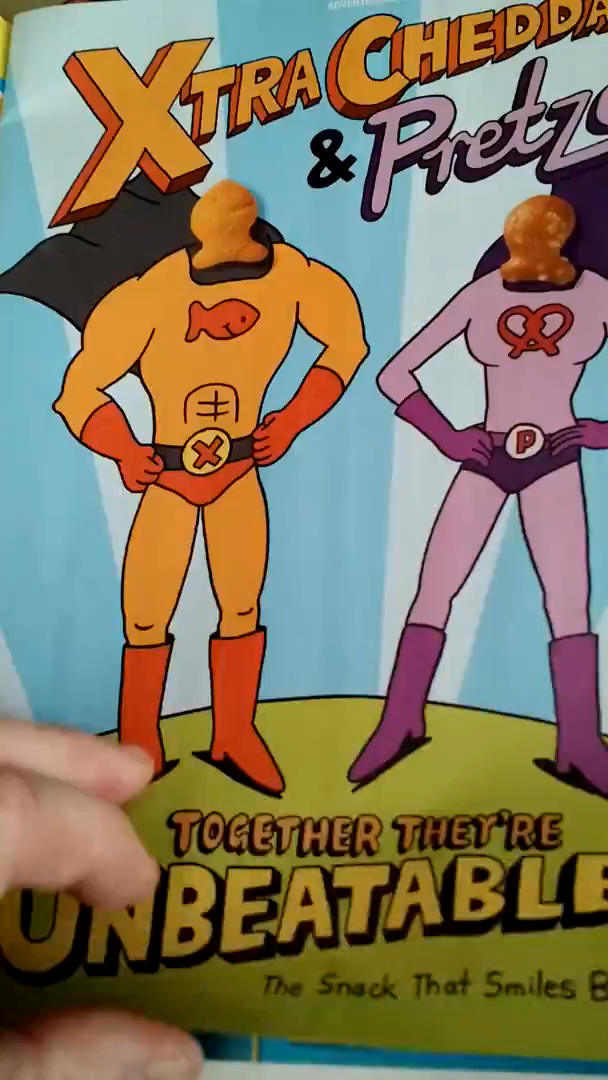 XTRA CHEDDA
& Pretz
X
P
TOGETHER THEY'RE
UNBEATABLE
The Snack That Smiles B